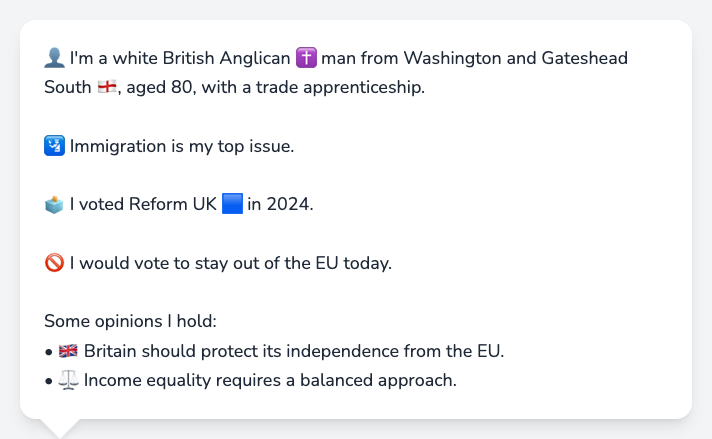 👤 I'm a white British Anglican ✝️ man from Washington and Gateshead
South 🏴󠁧󠁢󠁥󠁮󠁧󠁿, aged 80, with a trade apprenticeship.
🛂 Immigration is my top issue.
🗳️ I voted Reform UK 🟦 in 2024.
🚫 I would vote to stay out of the EU today.
Some opinions I hold:
• 🇬🇧 Britain should protect its independence from the EU.
• ⚖️ Income equality requires a balanced approach.